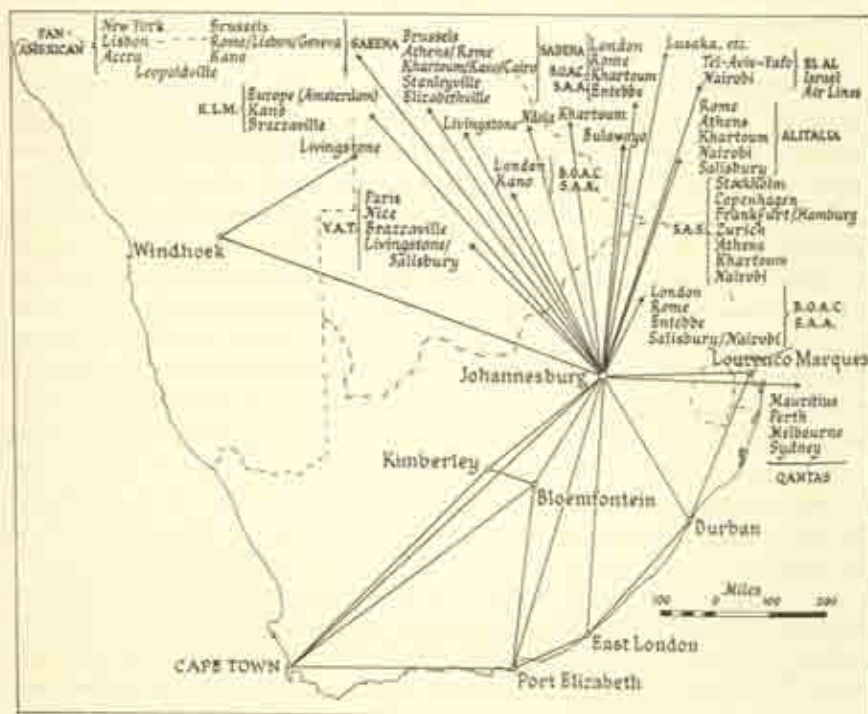 PAN-
AMERICAN
New York
Lisbon
Accra
Leopoldville
Brussels
Rome/Lisbon/Geneva
Kano
SABENA
Brussels
Athens/Rome
Khartoum/Kano/Cairo
Stanleyville
Elizabethville
SABENA
B.O.A.C.
S.A.A.
London
Rome
Khartoum
Entebbe
Lusaka, etc.
Tel-Aviv-Yafo
Nairobi
EL AL
Israel
Air Lines
K.L.M.
Europe (Amsterdam)
Kano
Brazzaville
Livingstone
Livingstone
Ndola
Khartoum
Bulawayo
Rome
Athens
Khartoum
Nairobi
Salisbury
ALITALIA
London
Kano
B.O.A.C.
S.A.A.
Paris
Nice
Brazzaville
Livingstone/
Salisbury
S.A.S.
Stockholm
Copenhagen
Frankfurt/Hamburg
Zurich
Athens
Khartoum
Nairobi
Windhoek
London
Rome
Entebbe
Salisbury/Nairobi
B.O.A.C.
S.A.A.
Johannesburg
Lourenco Marques
Mauritius
Perth
Melbourne
Sydney
QANTAS
Kimberley
Bloemfontein
Durban
Miles
100 0 100 200
East London
CAPE TOWN
Port Elizabeth